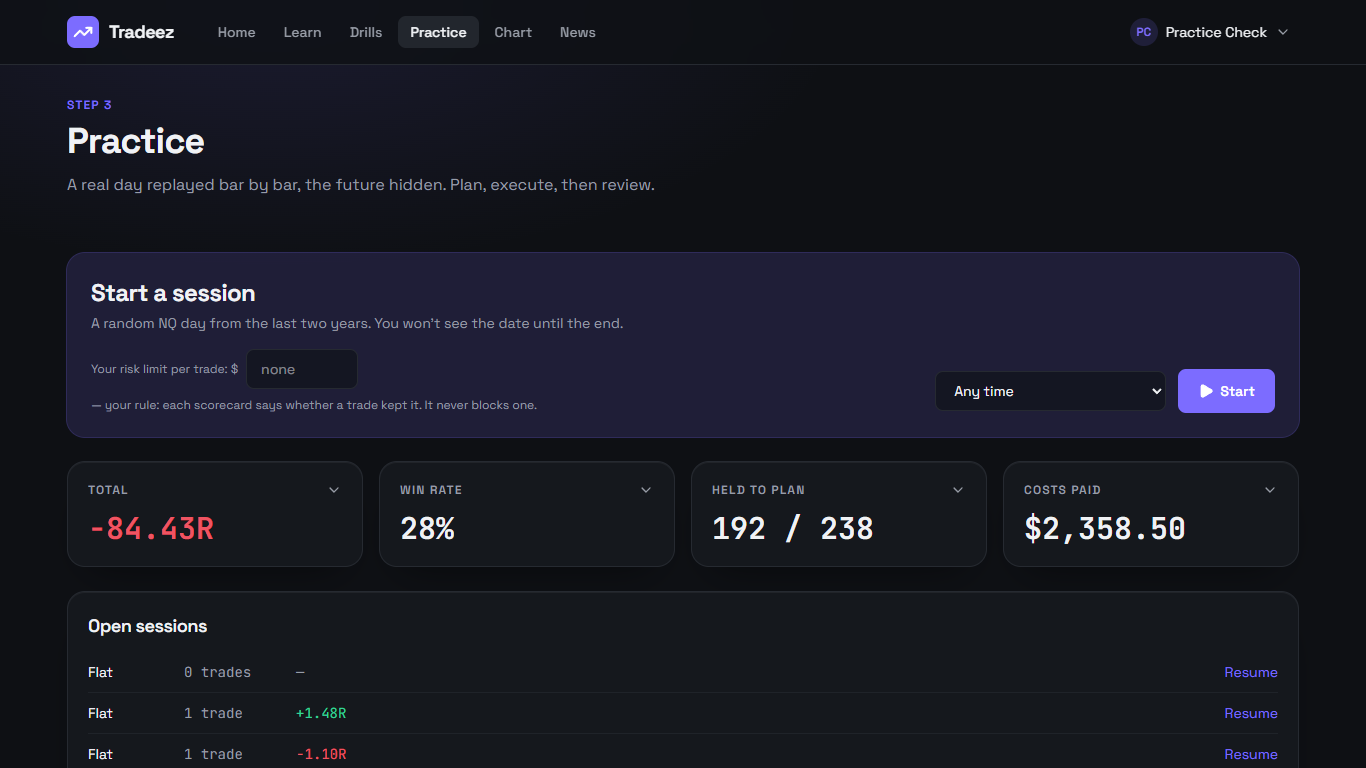 Tradeez Home Learn Drills Practice Chart News PC Practice Check
STEP 3
Practice
A real day replayed bar by bar, the future hidden. Plan, execute, then review.
Start a session
A random NQ day from the last two years. You won't see the date until the end.
Your risk limit per trade: $ none
— your rule: each scorecard says whether a trade kept it. It never blocks one.
Any time Start
TOTAL WIN RATE HELD TO PLAN COSTS PAID
-84.43R 28% 192 / 238 $2,358.50
Open sessions
Flat 0 trades — Resume
Flat 1 trade +1.48R Resume
Flat 1 trade -1.10R Resume